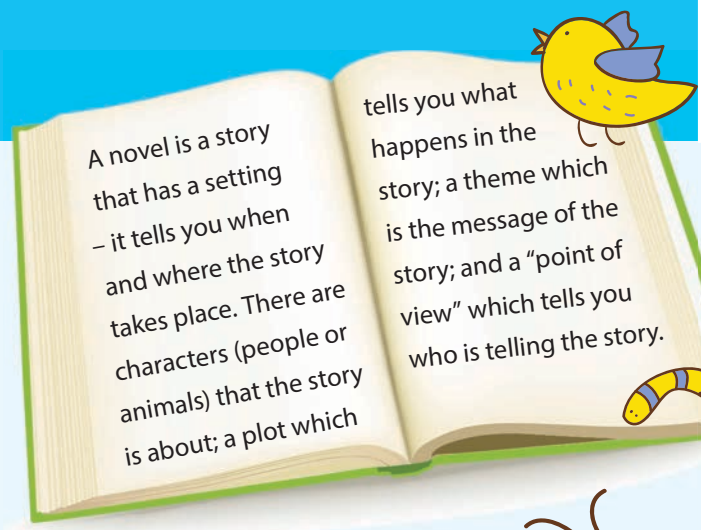 A novel is a story
that has a setting
– it tells you when
and where the story
takes place. There are
characters (people or
animals) that the story
is about; a plot which
tells you what
happens in the
story; a theme which
is the message of the
story; and a “point of
view” which tells you
who is telling the story.